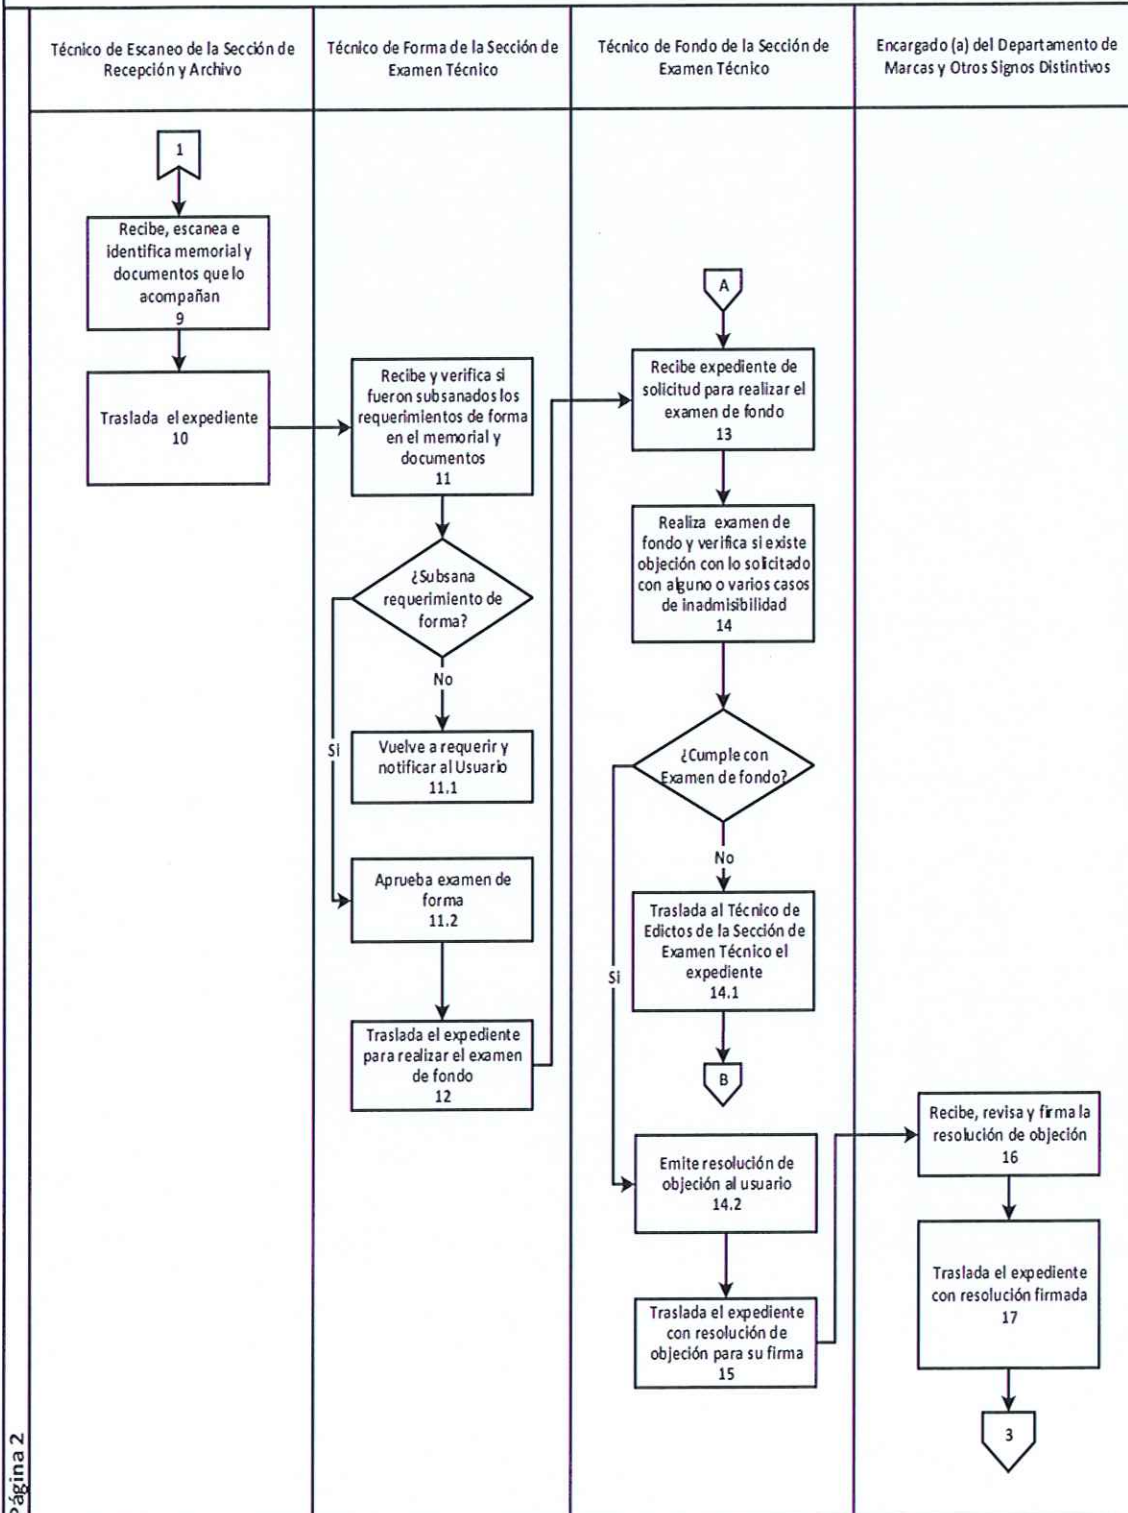 Técnico de Escaneo de la Sección de
Recepción y Archivo
Técnico de Forma de la Sección de
Examen Técnico
Técnico de Fondo de la Sección de
Examen Técnico
Encargado (a) del Departamento de
Marcas y Otros Signos Distintivos
1
Recibe, escanea e
identifica memorial y
documentos que lo
acompañan
9
Traslada el expediente
10
Recibe y verifica si
fueron subsanados los
requerimientos de forma
en el memorial y
documentos
11
¿Subsana
requerimiento de
forma?
No
Si
Vuelve a requerir y
notificar al Usuario
11.1
Aprueba examen de
forma
11.2
Traslada el expediente
para realizar el examen
de fondo
12
A
Recibe expediente de
solicitud para realizar el
examen de fondo
13
Realiza examen de
fondo y verifica si existe
objeción con lo solicitado
con alguno o varios casos
de inadmisibilidad
14
¿Cumple con
Examen de fondo?
No
Si
Traslada al Técnico de
Edictos de la Sección de
Examen Técnico el
expediente
14.1
B
Emite resolución de
objeción al usuario
14.2
Traslada el expediente
con resolución de
objeción para su firma
15
Recibe, revisa y firma la
resolución de objeción
16
Traslada el expediente
con resolución firmada
17
3
Página 2